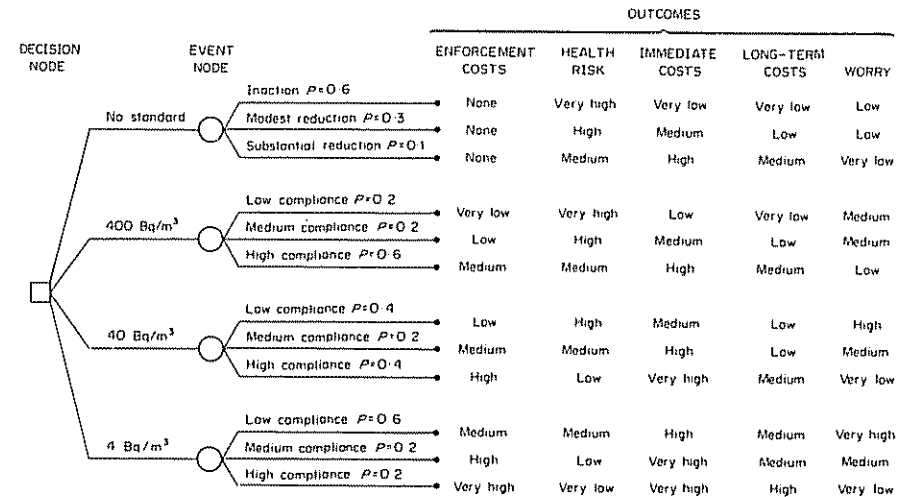 OUTCOMES
DECISION NODE EVENT NODE ENFORCEMENT COSTS HEALTH RISK IMMEDIATE COSTS LONG-TERM COSTS WORRY
No standard
Inaction P=0·6 None Very high Very low Very low Low
Modest reduction P=0·3 None High Medium Low Low
Substantial reduction P=0·1 None Medium High Medium Very low
400 Bq/m³
Low compliance P=0 2 Very low Very high Low Very low Medium
Medium compliance P=0 2 Low High Medium Low Medium
High compliance P=0 6 Medium Medium High Medium Low
40 Bq/m³
Low compliance P=0·4 Low High Medium Low High
Medium compliance P=0 2 Medium Medium High Low Medium
High compliance P=0·4 High Low Very high Medium Very low
4 Bq/m³
Low compliance P=0 6 Medium Medium High Medium Very high
Medium compliance P=0 2 High Low Very high Medium Medium
High compliance P=0 2 Very high Very low Very high High Very low